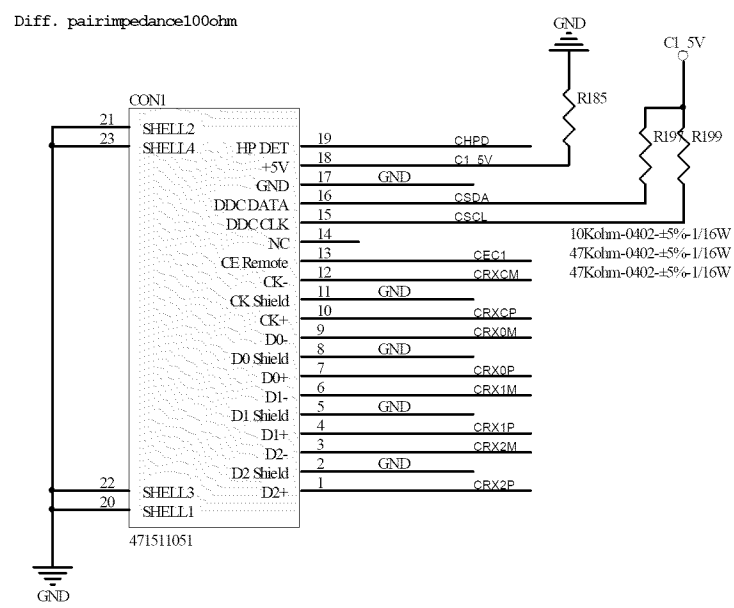 Diff. pairimpedance100ohm
GND
C1_5V
CON1
R185
21 SHELL2
23 SHELL4
R197 R199
HP DET 19 CHPD
+5V 18 C1_5V
GND 17 GND
DDC DATA 16 CSDA
DDC CLK 15 CSCL
NC 14
10Kohm-0402-±5%-1/16W
CE Remote 13 CEC1
47Kohm-0402-±5%-1/16W
CK- 12 CRXCM
47Kohm-0402-±5%-1/16W
CK Shield 11 GND
CK+ 10 CRXCP
D0- 9 CRX0M
D0 Shield 8 GND
D0+ 7 CRX0P
D1- 6 CRX1M
D1 Shield 5 GND
D1+ 4 CRX1P
D2- 3 CRX2M
D2 Shield 2 GND
22 SHELL3
D2+ 1 CRX2P
20 SHELL1
471511051
GND